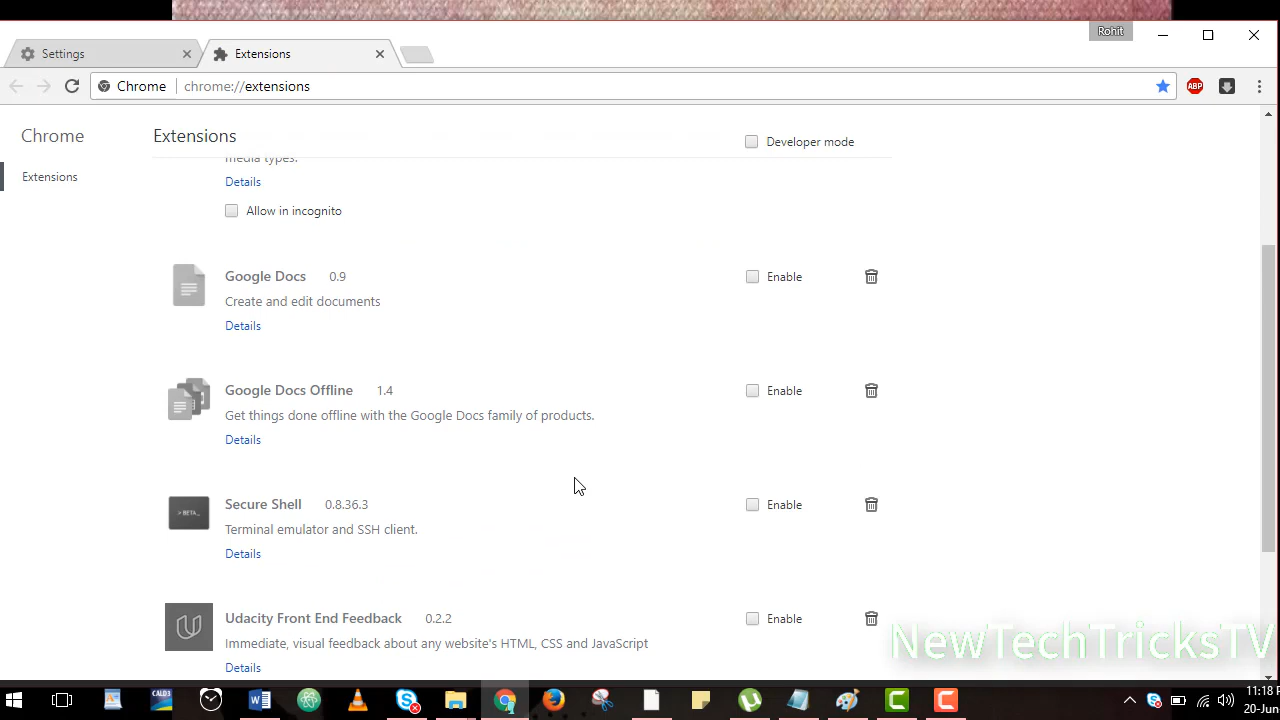 Rohit
Settings
Extensions
Chrome
chrome://extensions
ABP
Chrome
Extensions
Developer mode
Extensions
media types.
Details
Allow in incognito
Google Docs 0.9
Enable
Create and edit documents
Details
Google Docs Offline 1.4
Enable
Get things done offline with the Google Docs family of products.
Details
Secure Shell 0.8.36.3
Enable
>BETA_
Terminal emulator and SSH client.
Details
Udacity Front End Feedback 0.2.2
Enable
Immediate, visual feedback about any website's HTML, CSS and JavaScript
Details
NewTechTricksTV
CALD3
11:18 P
20-Jun